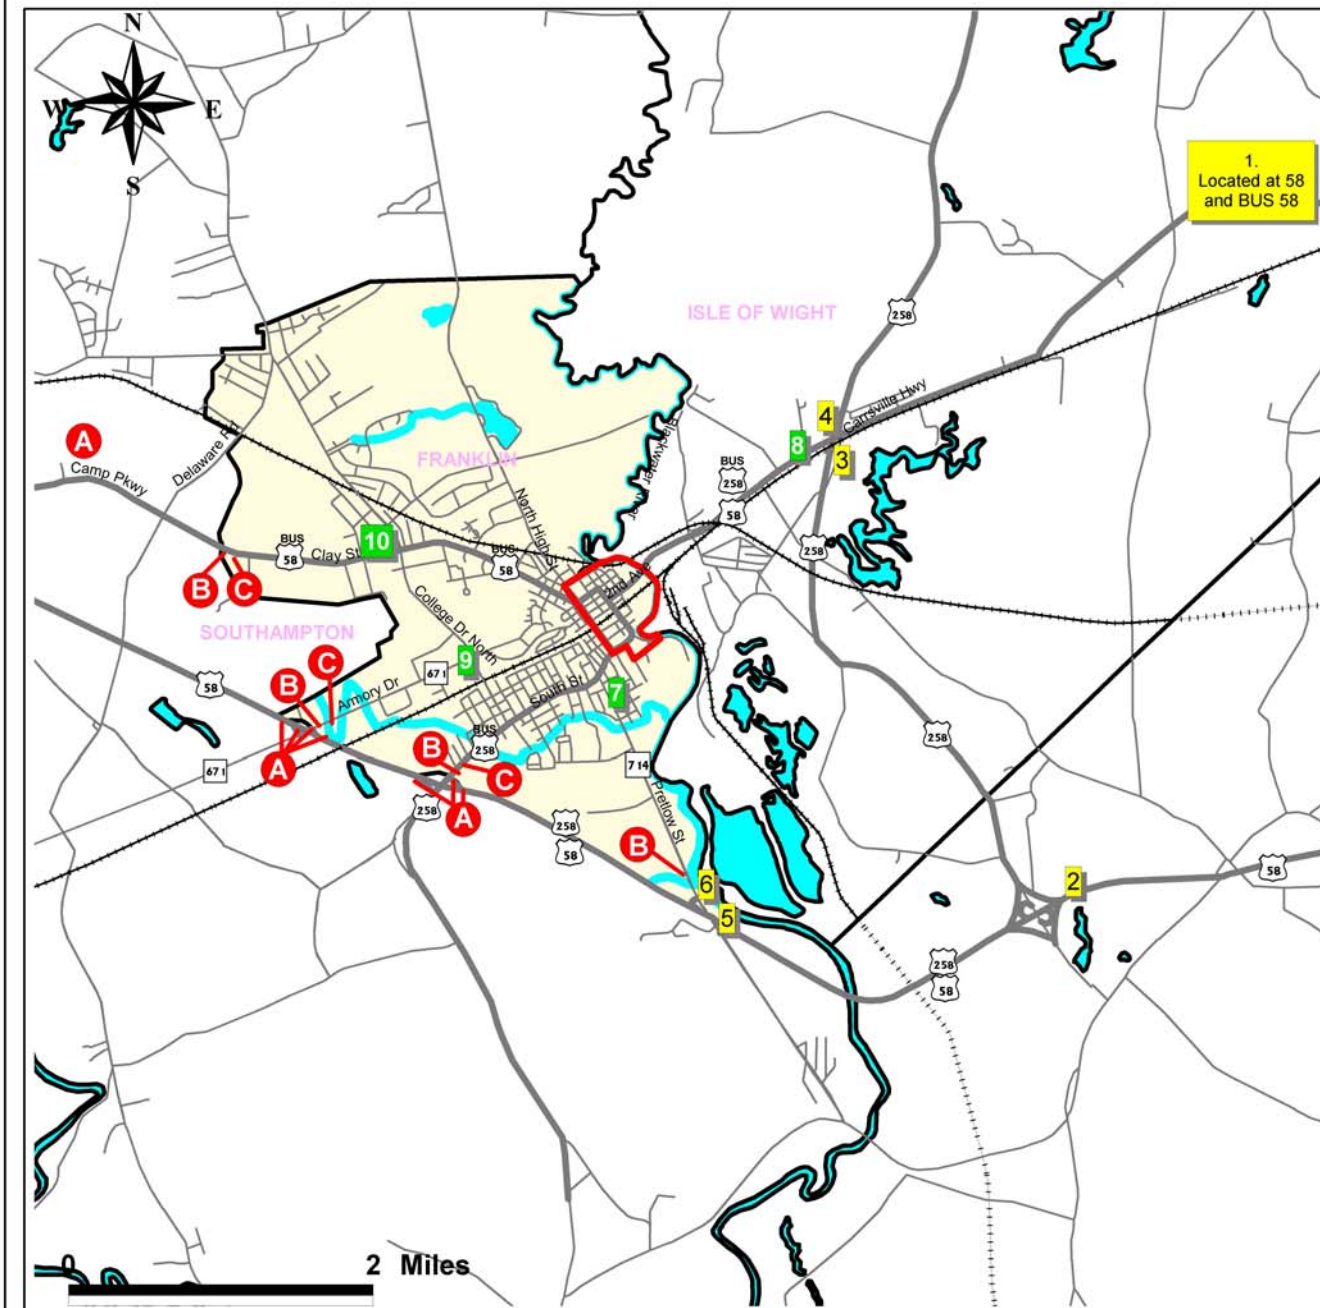 N
W
E
S
1.
Located at 58
and BUS 58
ISLE OF WIGHT
258
Carrsville Hwy
4
8
3
A
Camp Pkwy
Delaware Rd
FRANKLIN
Blackwater River
BUS
258
58
North High St
10
BUS
58
Clay St
BUS
58
258
2nd Ave
B
C
SOUTHAMPTON
College Dr North
9
671
58
B
C
Armory Dr
7
South St
BUS
258
258
A
671
B
C
714
258
A
258
58
Pretlow St
B
6
5
2
58
258
58
0
2 Miles